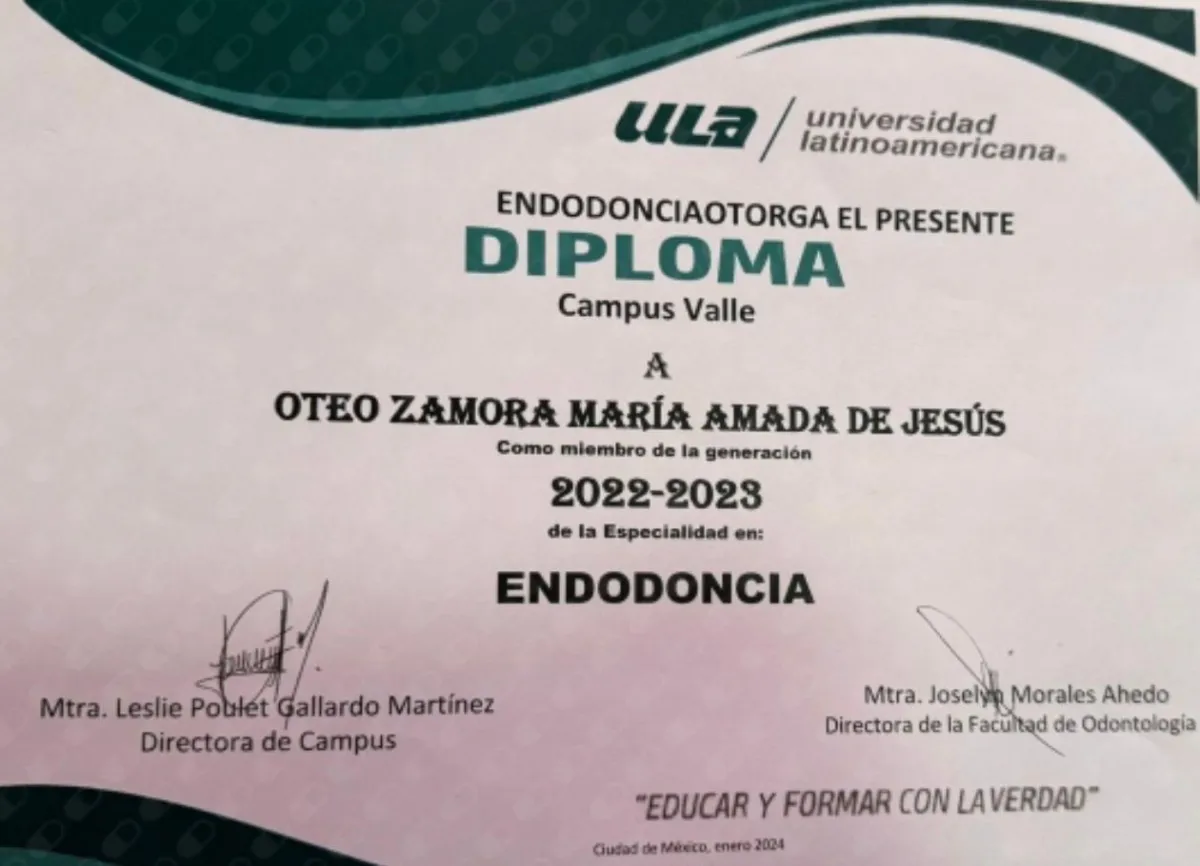 ULA / universidad
latinoamericana®
ENDODONCIAOTORGA EL PRESENTE
DIPLOMA
Campus Valle
A
OTEO ZAMORA MARÍA AMADA DE JESÚS
Como miembro de la generación
2022-2023
de la Especialidad en:
ENDODONCIA
Mtra. Leslie Poulet Gallardo Martínez
Directora de Campus
Mtra. Joselyn Morales Ahedo
Directora de la Facultad de Odontología
"EDUCAR Y FORMAR CON LA VERDAD"
Ciudad de México, enero 2024